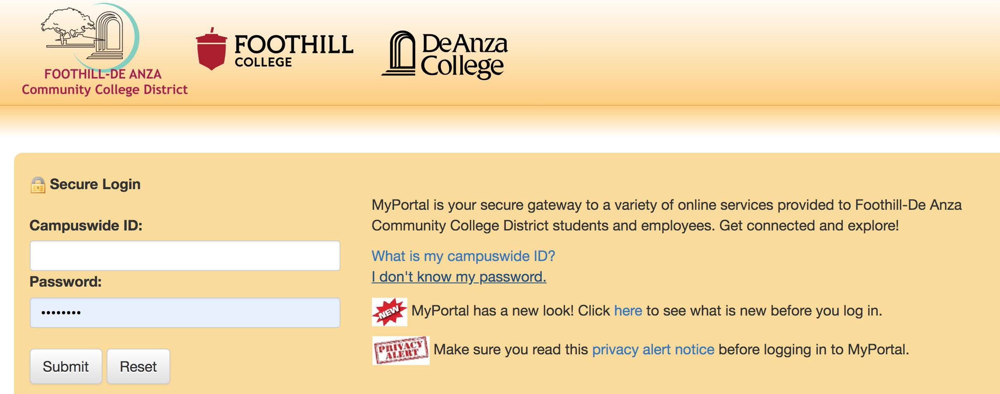 FOOTHILL-DE ANZA
Community College District
FOOTHILL
COLLEGE
De Anza
College
Secure Login
Campuswide ID:
Password:
••••••••
Submit
Reset
MyPortal is your secure gateway to a variety of online services provided to Foothill-De Anza
Community College District students and employees. Get connected and explore!
What is my campuswide ID?
I don't know my password.
NEW
MyPortal has a new look! Click here to see what is new before you log in.
PRIVACY
ALERT
Make sure you read this privacy alert notice before logging in to MyPortal.